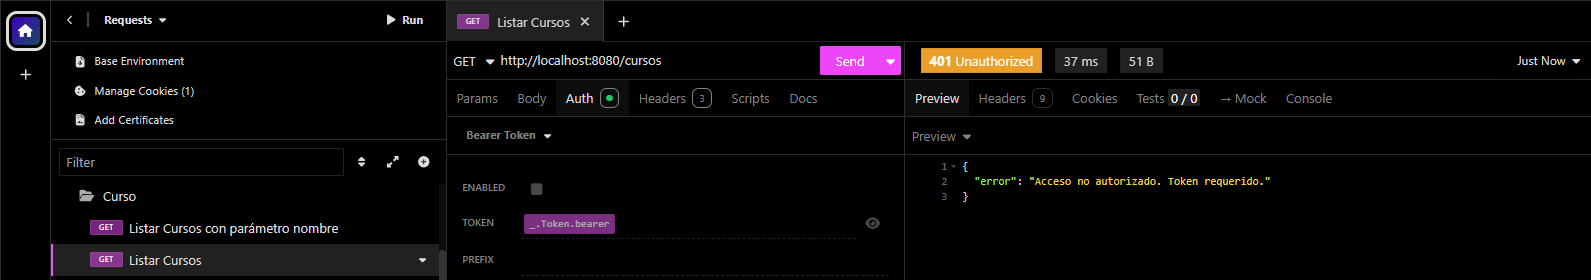 Requests
Run
GET Listar Cursos
Base Environment
Manage Cookies (1)
Add Certificates
Filter
Curso
GET Listar Cursos con parámetro nombre
GET Listar Cursos
GET http://localhost:8080/cursos Send
Params Body Auth Headers 3 Scripts Docs
Bearer Token
ENABLED
TOKEN _.Token.bearer
PREFIX
401 Unauthorized 37 ms 51 B Just Now
Preview Headers 9 Cookies Tests 0 / 0 → Mock Console
Preview
1 {
2 "error": "Acceso no autorizado. Token requerido."
3 }